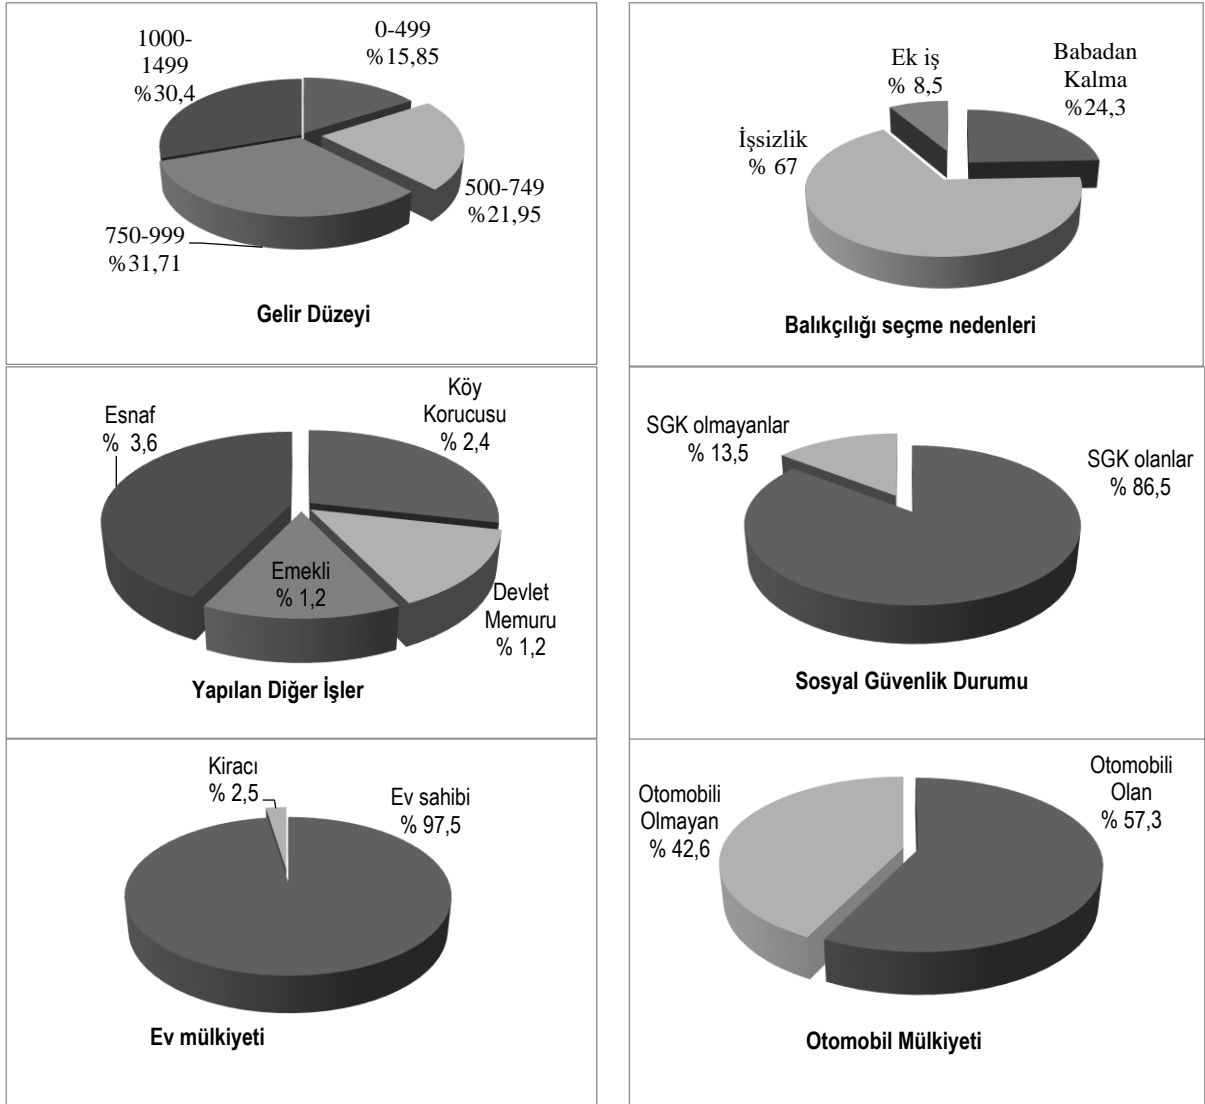 1000-
1499
%30,4
0-499
%15,85
500-749
%21,95
750-999
%31,71
Gelir Düzeyi
Ek iş
% 8,5
Babadan
Kalma
%24,3
İşsizlik
% 67
Balıkçılığı seçme nedenleri
Esnaf
% 3,6
Köy
Korucusu
% 2,4
Emekli
% 1,2
Devlet
Memuru
% 1,2
Yapılan Diğer İşler
SGK olmayanlar
% 13,5
SGK olanlar
% 86,5
Sosyal Güvenlik Durumu
Kiracı
% 2,5
Ev sahibi
% 97,5
Ev mülkiyeti
Otomobili
Olmayan
% 42,6
Otomobili
Olan
% 57,3
Otomobil Mülkiyeti